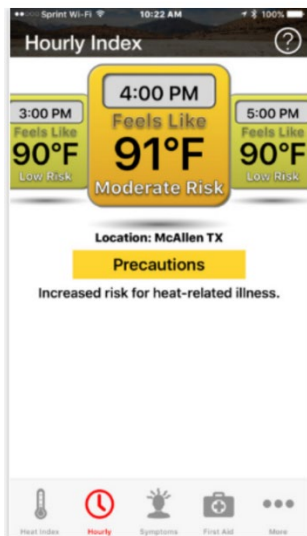 Sprint Wi-Fi 10:22 AM 100%
Hourly Index ?
3:00 PM
Feels Like
90°F
Low Risk
4:00 PM
Feels Like
91°F
Moderate Risk
5:00 PM
Feels Like
90°F
Low Risk
Location: McAllen TX
Precautions
Increased risk for heat-related illness.
Heat Index Hourly Symptoms First Aid More